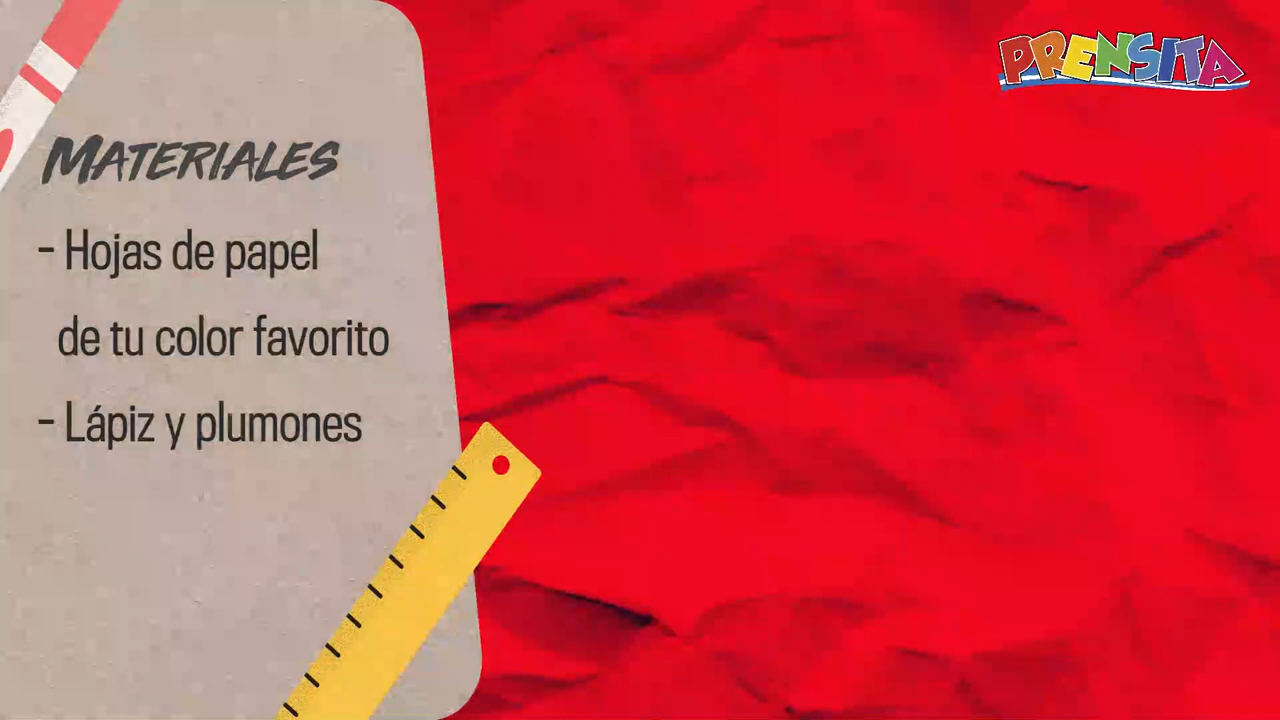 PRENSITA
MATERIALES
- Hojas de papel
de tu color favorito
- Lápiz y plumones